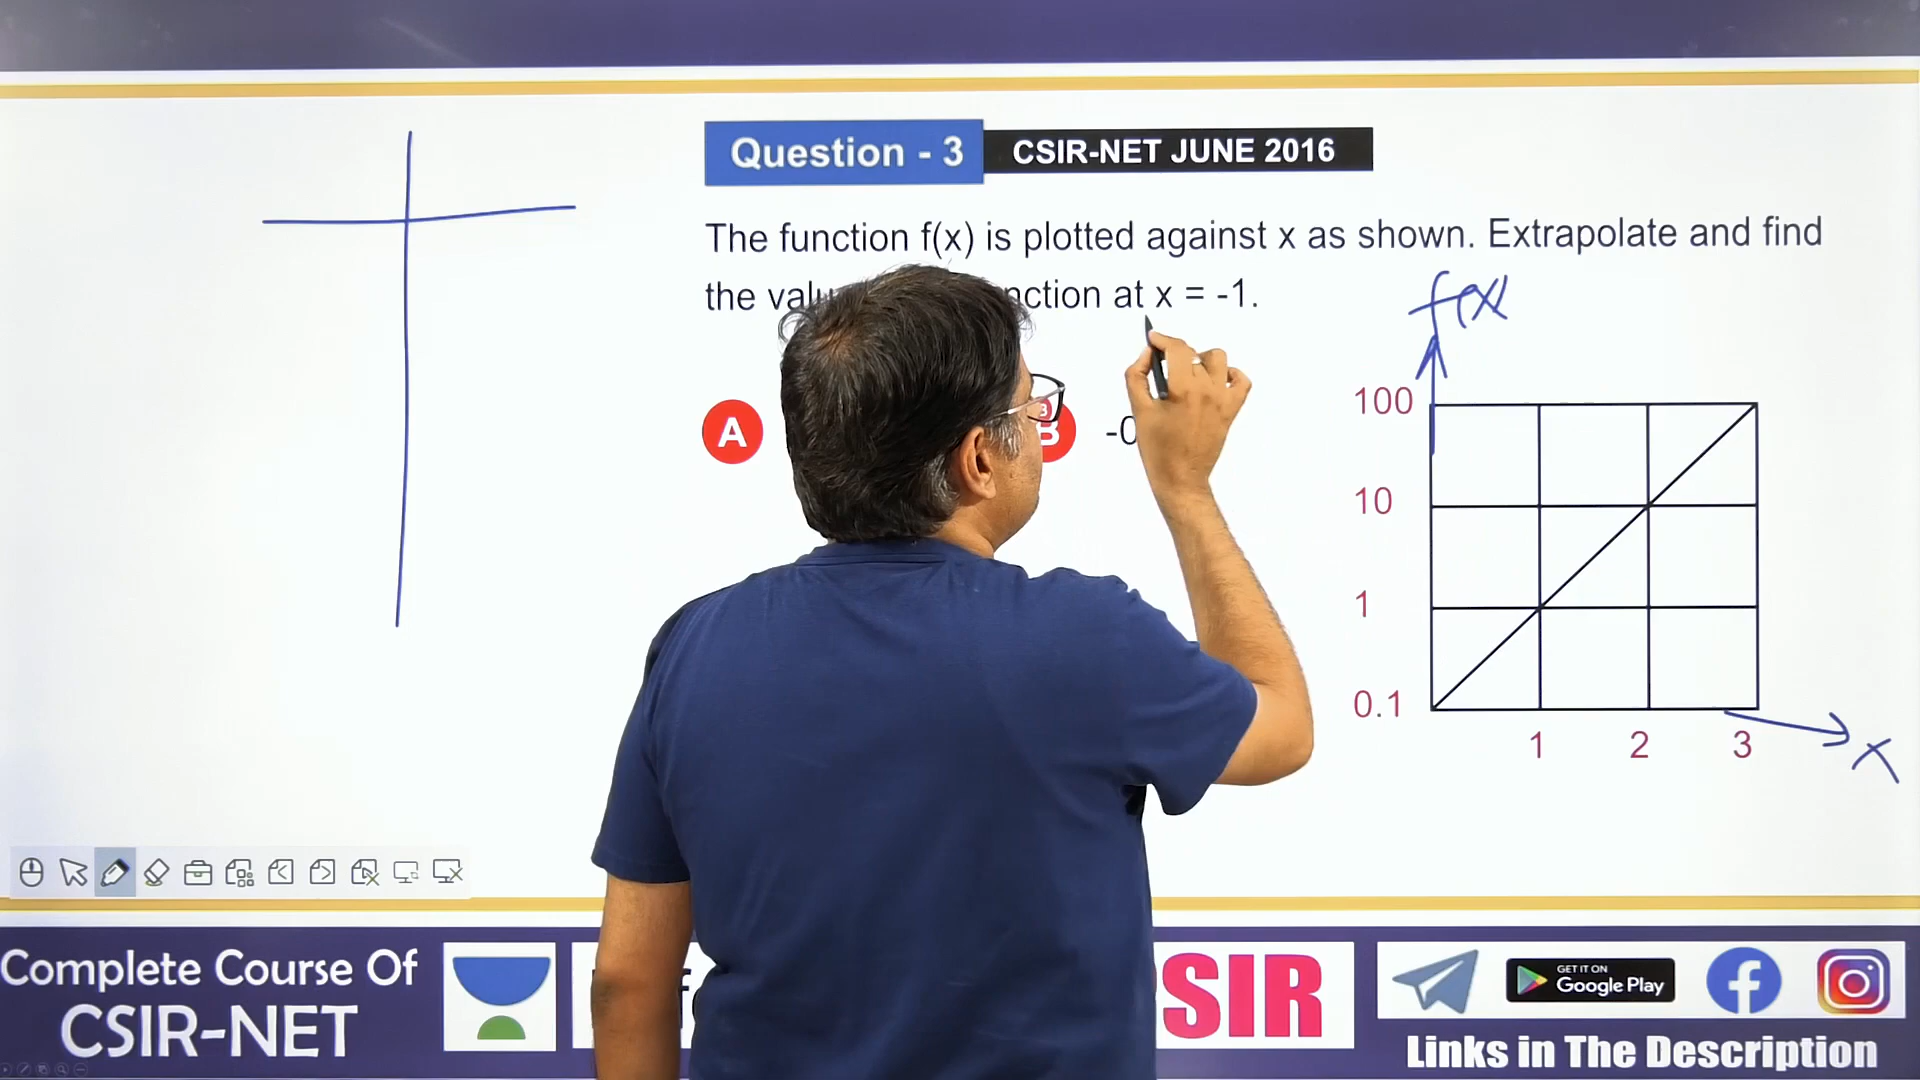 Question - 3
CSIR-NET JUNE 2016
The function f(x) is plotted against x as shown. Extrapolate and find
the at x = -1.
f(x)
A
B
-0
100
10
1
0.1
1 2 3
x
Complete Course Of
CSIR-NET
SIR
GET IT ON
Google Play
Links in The Description